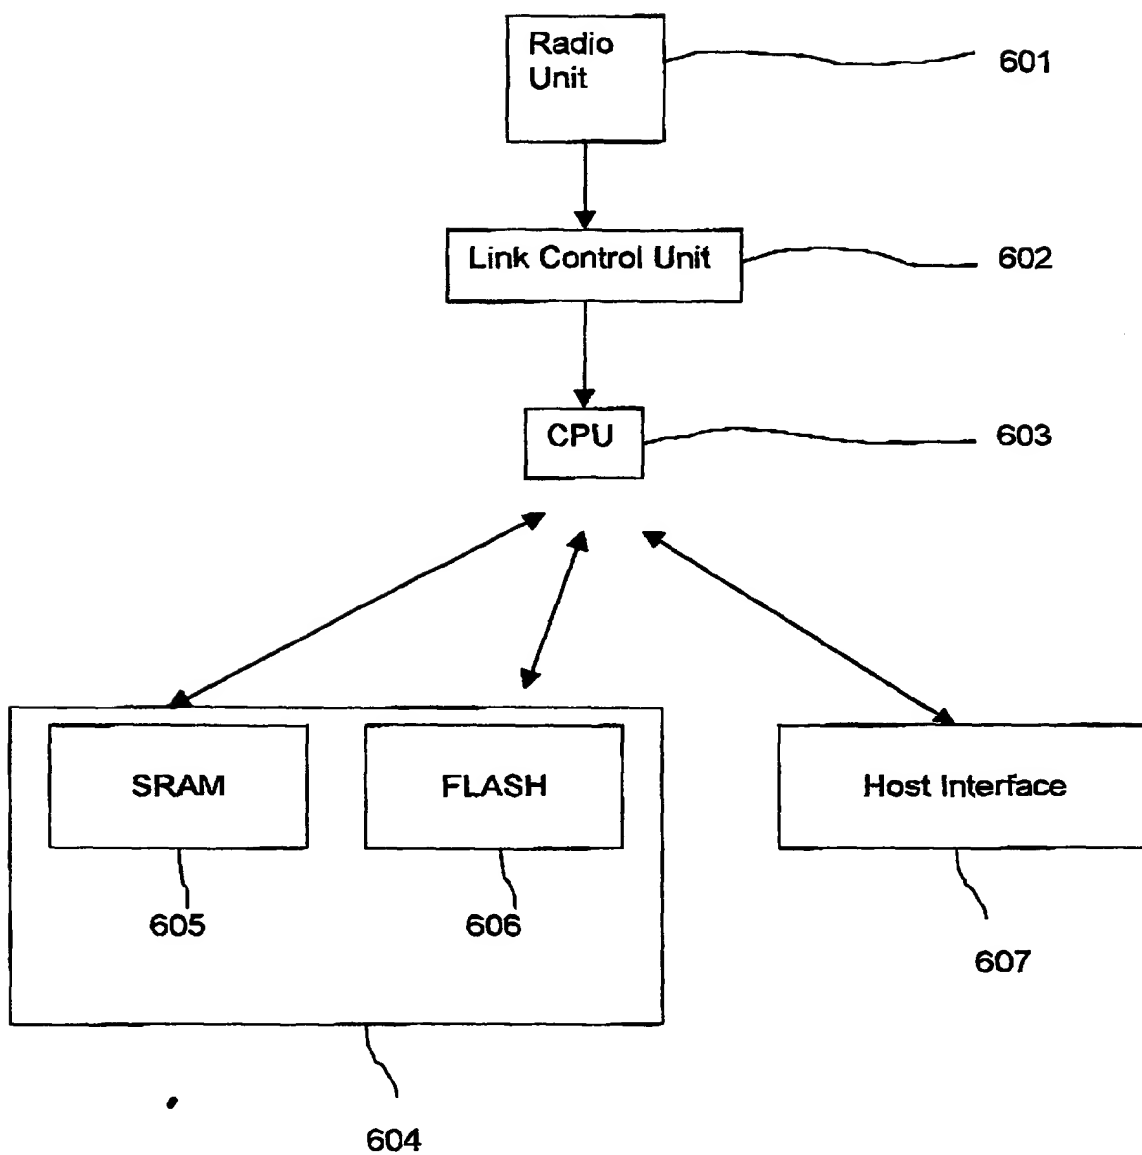 Radio
Unit
601
Link Control Unit
602
CPU
603
SRAM
FLASH
Host Interface
605
606
607
604